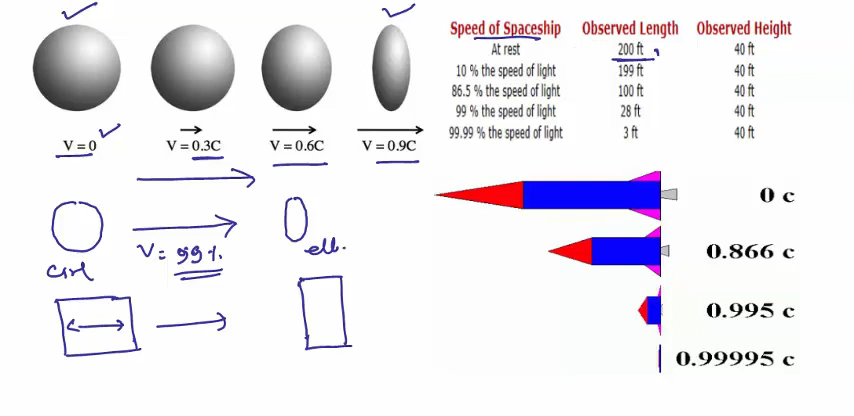 V = 0
V = 0.3C
V = 0.6C
V = 0.9C
V = 99%
ell.
Speed of Spaceship Observed Length Observed Height
At rest 200 ft 40 ft
10 % the speed of light 199 ft 40 ft
86.5 % the speed of light 100 ft 40 ft
99 % the speed of light 28 ft 40 ft
99.99 % the speed of light 3 ft 40 ft
0 c
0.866 c
0.995 c
0.99995 c